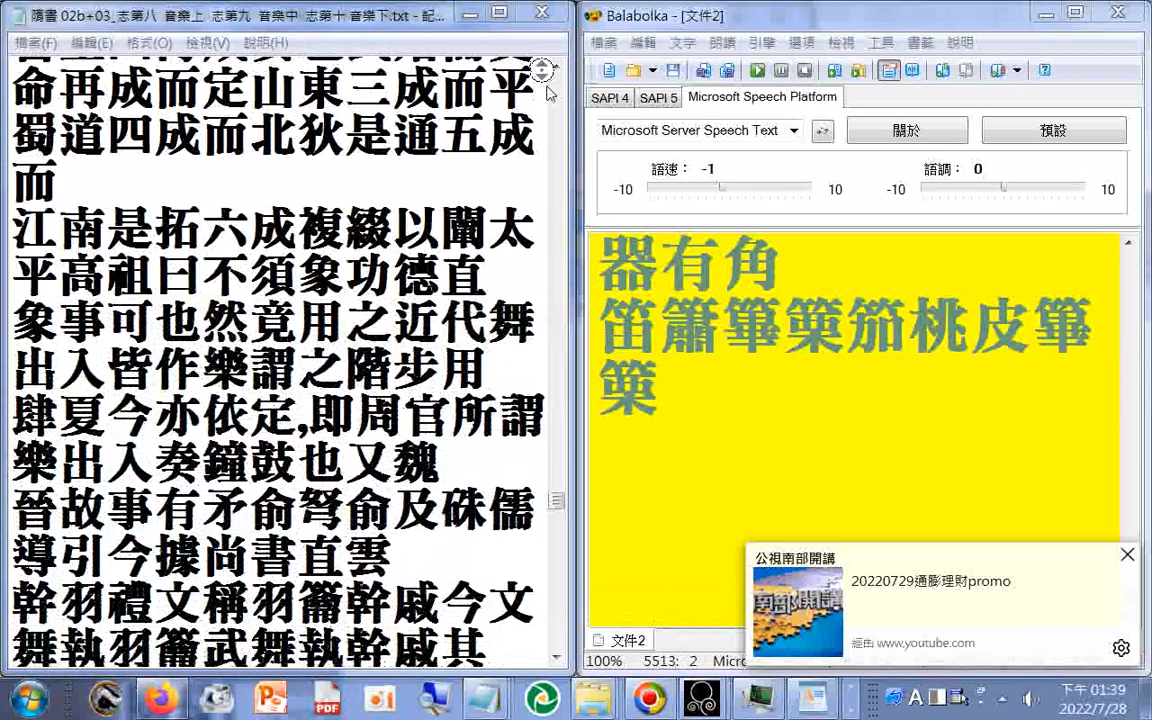 隋書 02b+03_志第八 音樂上 志第九 音樂中 志第十 音樂下.txt - 記...
檔案(F) 編輯(E) 格式(O) 檢視(V) 說明(H)
命再成而定山東三成而平
蜀道四成而北狄是通五成
而
江南是拓六成複綴以闡太
平高祖曰不須象功德直
象事可也然竟用之近代舞
出入皆作樂謂之階步用
肆夏今亦依定,即周官所謂
樂出入奏鐘鼓也又魏
晉故事有矛俞弩俞及硃儒
導引今據尚書直雲
幹羽禮文稱羽籥幹戚今文
舞執羽籥武舞執幹戚其
Balabolka - [文件2]
檔案 編輯 文字 閱讀 引擎 選項 檢視 工具 書籤 說明
SAPI 4 SAPI 5 Microsoft Speech Platform
Microsoft Server Speech Text 關於 預設
語速： -1 語調： 0
-10 10 -10 10
器有角
笛簫篳篥笳桃皮篳
篥
公視南部開講
南部開講
20220729通膨理財promo
經由 www.youtube.com
文件2
100% 5513: 2 Micro
下午 01:39
2022/7/28